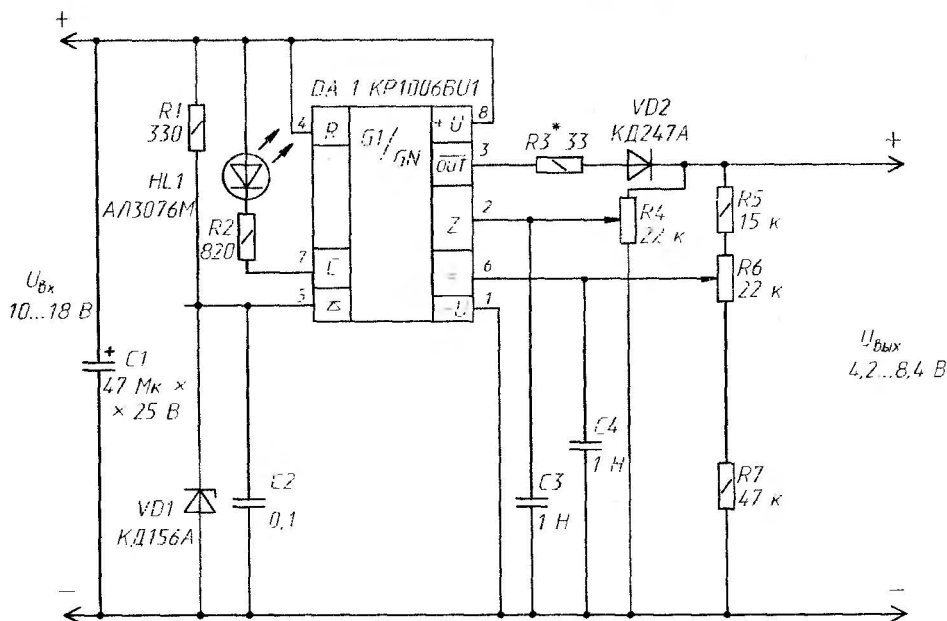 +
DA 1 КР1006ВИ1
R1
330
HL1
АЛ3076М
R2
820
4
R
G1/GN
+U
8
OUT
3
Z
2
=
6
-U
1
E
7
5
R3* 33
VD2
КД247А
+
R4
22 к
R5
15 к
R6
22 к
Uвх
10...18 В
Uвых
4,2...8,4 В
+
C1
47 Мк ×
× 25 В
VD1
КД156А
C2
0,1
C3
1 Н
C4
1 Н
R7
47 к
−
−